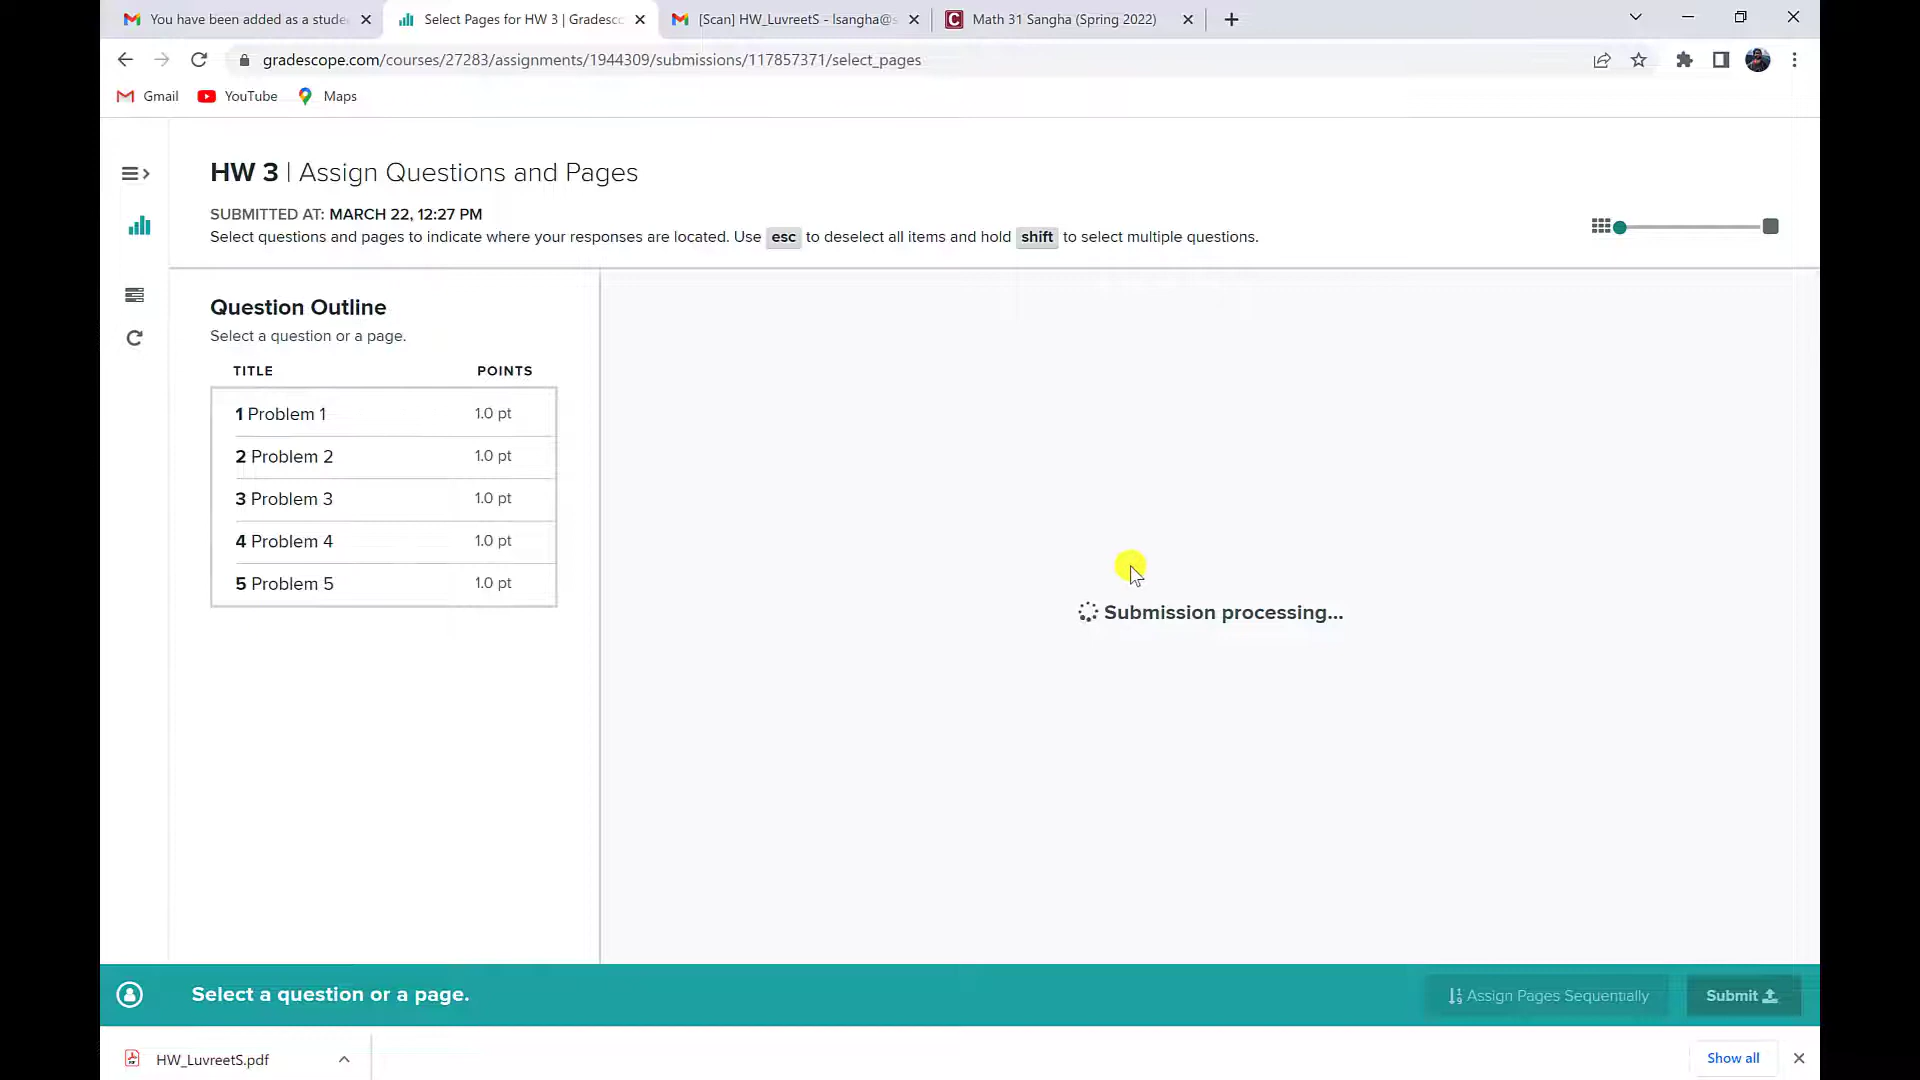 You have been added as a stude
Select Pages for HW 3 | Gradesc
[Scan] HW_LuvreetS - lsangha@s
Math 31 Sangha (Spring 2022)
gradescope.com/courses/27283/assignments/1944309/submissions/117857371/select_pages
Gmail
YouTube
Maps
HW 3 | Assign Questions and Pages
SUBMITTED AT: MARCH 22, 12:27 PM
Select questions and pages to indicate where your responses are located. Use esc to deselect all items and hold shift to select multiple questions.
Question Outline
Select a question or a page.
TITLE POINTS
1 Problem 1 1.0 pt
2 Problem 2 1.0 pt
3 Problem 3 1.0 pt
4 Problem 4 1.0 pt
5 Problem 5 1.0 pt
Submission processing...
Select a question or a page.
Assign Pages Sequentially
Submit
HW_LuvreetS.pdf
Show all